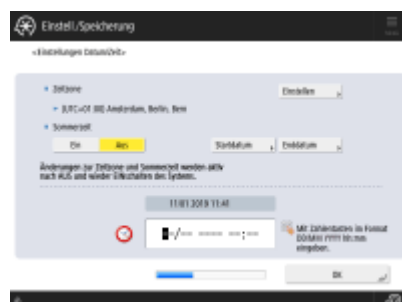 Einstell./Speicherung
<Einstellungen Datum/Zeit>
Zeitzone
Einstellen
(UTC+01:00) Amsterdam, Berlin, Bern
Sommerzeit
Ein
Aus
Startdatum
Enddatum
Änderungen zur Zeitzone und Sommerzeit werden aktiv
nach AUS und wieder EINschalten des Systems.
11/01 2019 11:41
--/-- ---- --:--
Mit Zahlentasten im Format
DD/MM YYYY hh:mm
eingeben.
OK